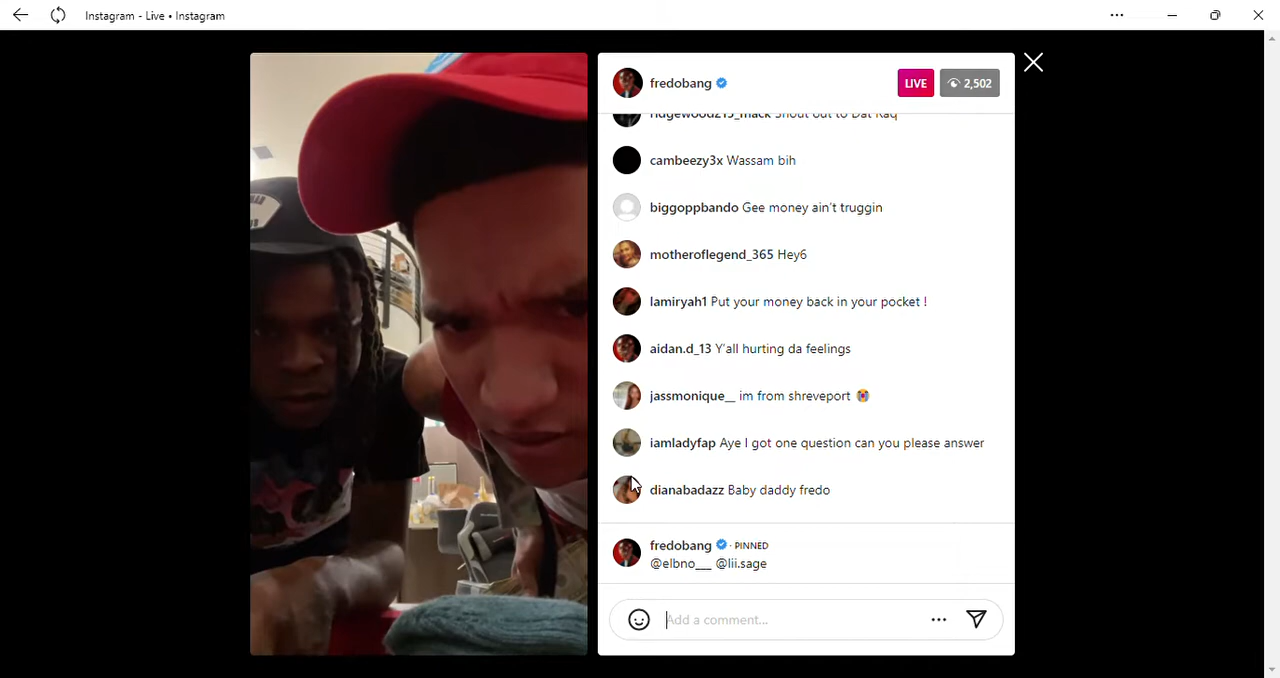 Instagram - Live • Instagram
fredobang
LIVE
2,502
ridgewood215_mack Shout out to Dat Raq
cambeezy3x Wassam bih
biggoppbando Gee money ain't truggin
motheroflegend_365 Hey6
lamiryah1 Put your money back in your pocket !
aidan.d_13 Y'all hurting da feelings
jassmonique__ im from shreveport 😭
iamladyfap Aye I got one question can you please answer
dianabadazz Baby daddy fredo
fredobang · PINNED
@elbno___ @lii.sage
Add a comment...